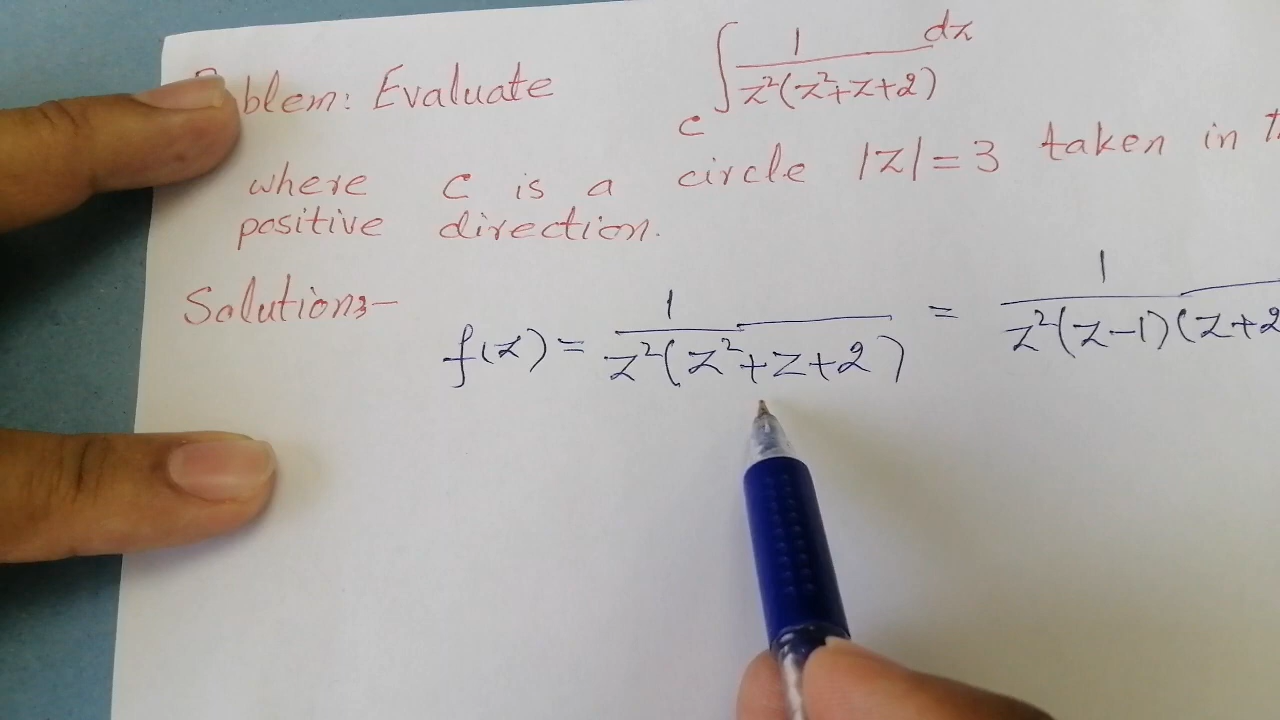 blem: Evaluate ∫ 1/z²(z²+z+2) dz
c
where c is a circle |z|=3 taken in
positive direction.
Solution:-
f(z) = 1/z²(z²+z+2) = 1/z²(z-1)(z+2